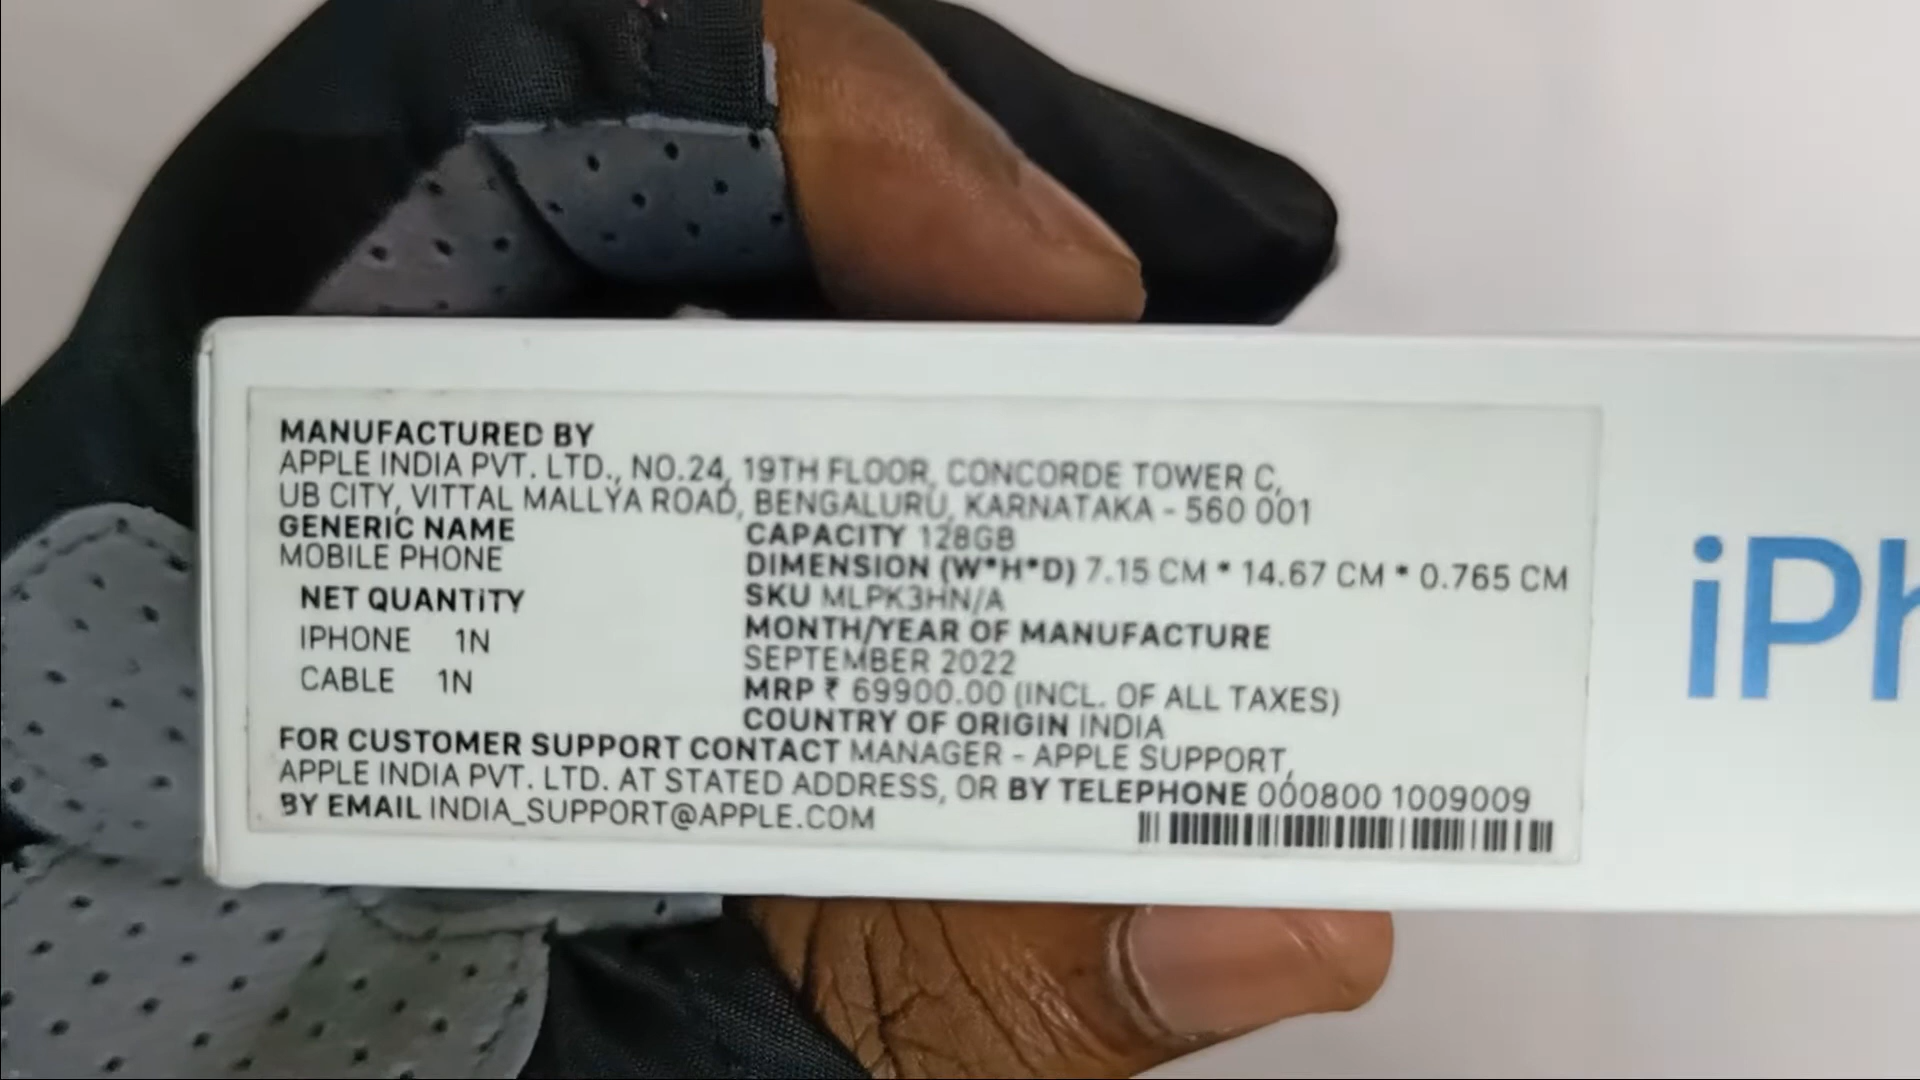 MANUFACTURED BY
APPLE INDIA PVT. LTD., NO.24, 19TH FLOOR, CONCORDE TOWER C,
UB CITY, VITTAL MALLYA ROAD, BENGALURU, KARNATAKA - 560 001
GENERIC NAME
MOBILE PHONE
NET QUANTiTY
IPHONE 1N
CABLE 1N
CAPACITY 128GB
DIMENSION (W*H*D) 7.15 CM * 14.67 CM * 0.765 CM
SKU MLPK3HN/A
MONTH/YEAR OF MANUFACTURE
SEPTEMBER 2022
MRP ₹ 69900.00 (INCL. OF ALL TAXES)
COUNTRY OF ORIGIN INDIA
FOR CUSTOMER SUPPORT CONTACT MANAGER - APPLE SUPPORT,
APPLE INDIA PVT. LTD. AT STATED ADDRESS, OR BY TELEPHONE 000800 1009009
BY EMAIL INDIA_SUPPORT@APPLE.COM
iPh